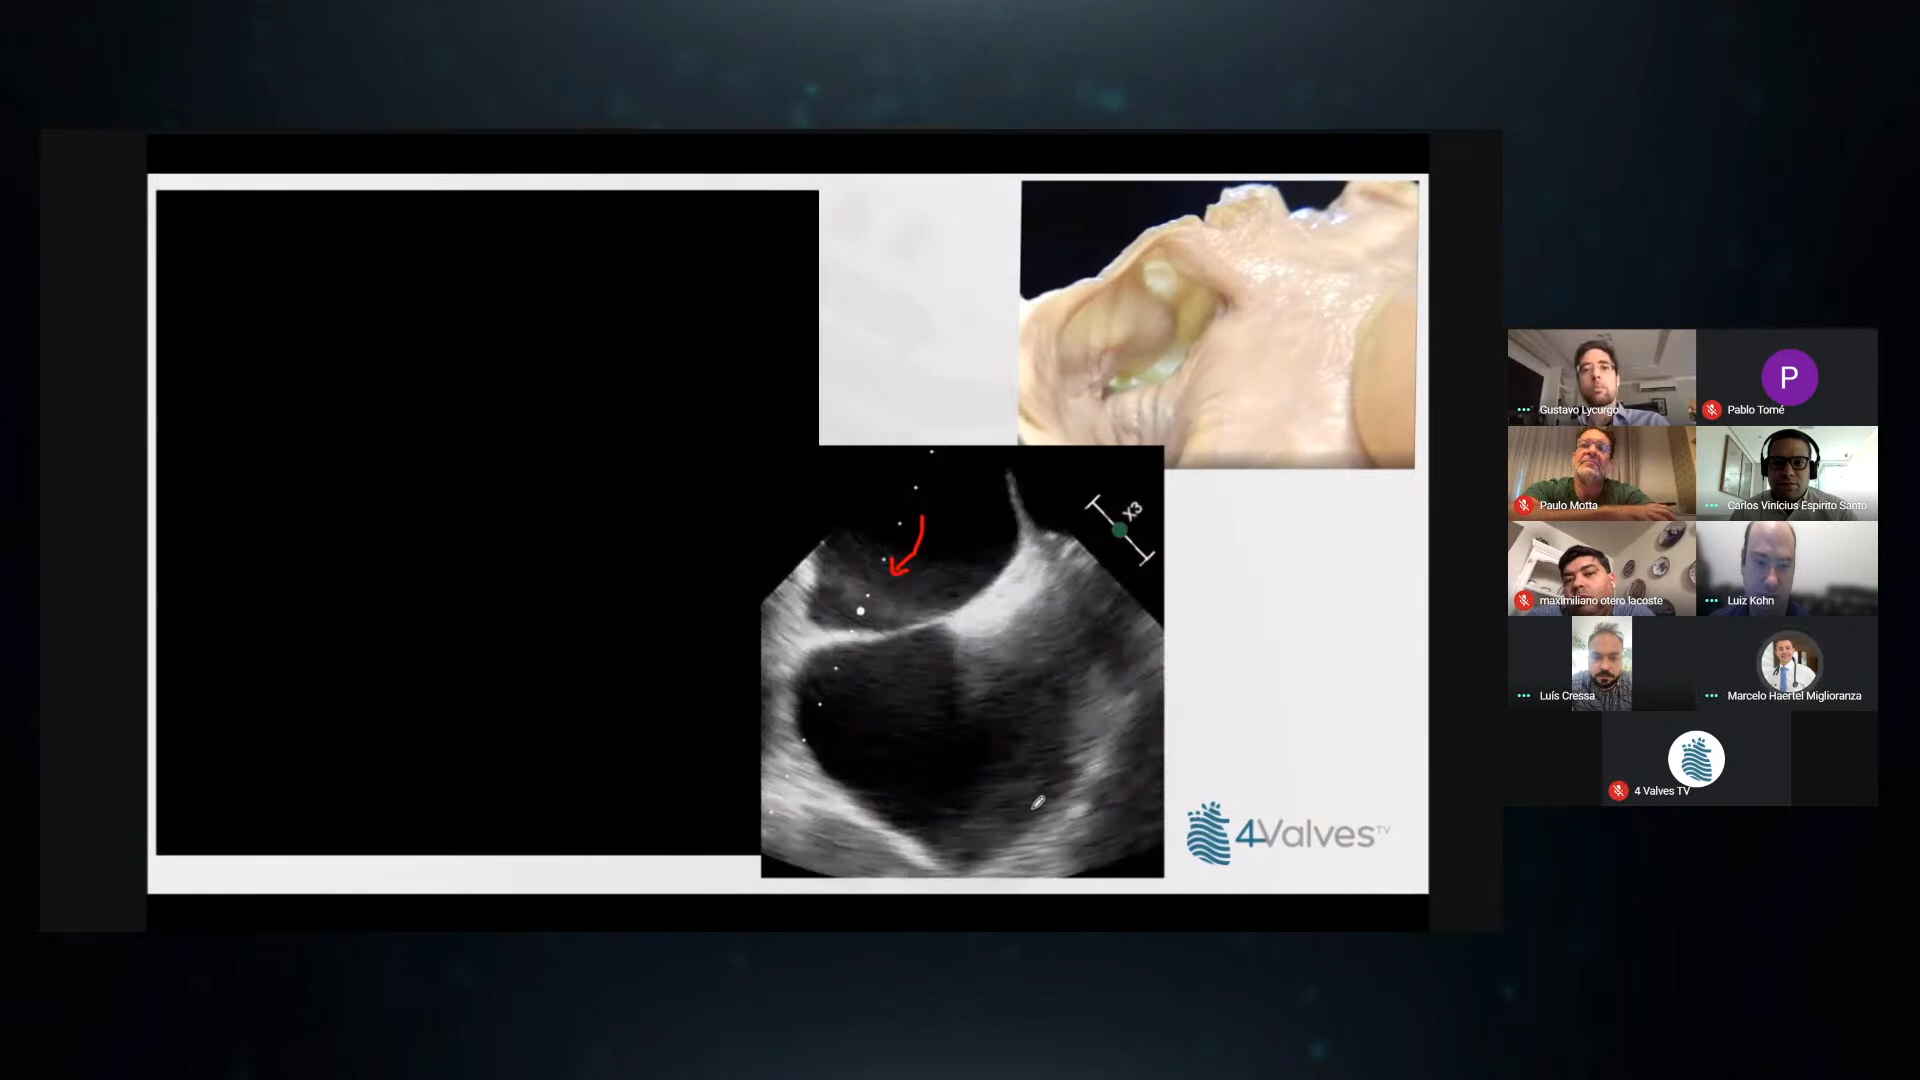 X3
4Valves TV
Gustavo Lycurgo
P
Pablo Tomé
Paulo Motta
Carlos Vinícius Espirito Santo
maximiliano otero lacoste
Luiz Kohn
Luís Cressa
Marcelo Haertel Miglioranza
4 Valves TV